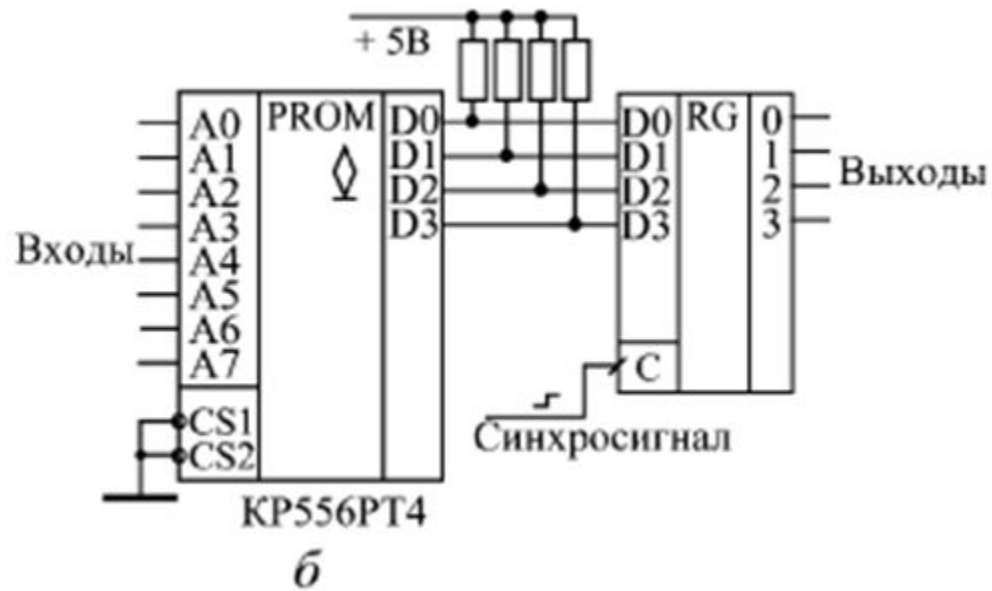 + 5В
PROM
RG
A0
A1
A2
A3
A4
A5
A6
A7
CS1
CS2
D0
D1
D2
D3
D0
D1
D2
D3
C
0
1
2
3
Входы
Выходы
Синхросигнал
КР556РТ4
б